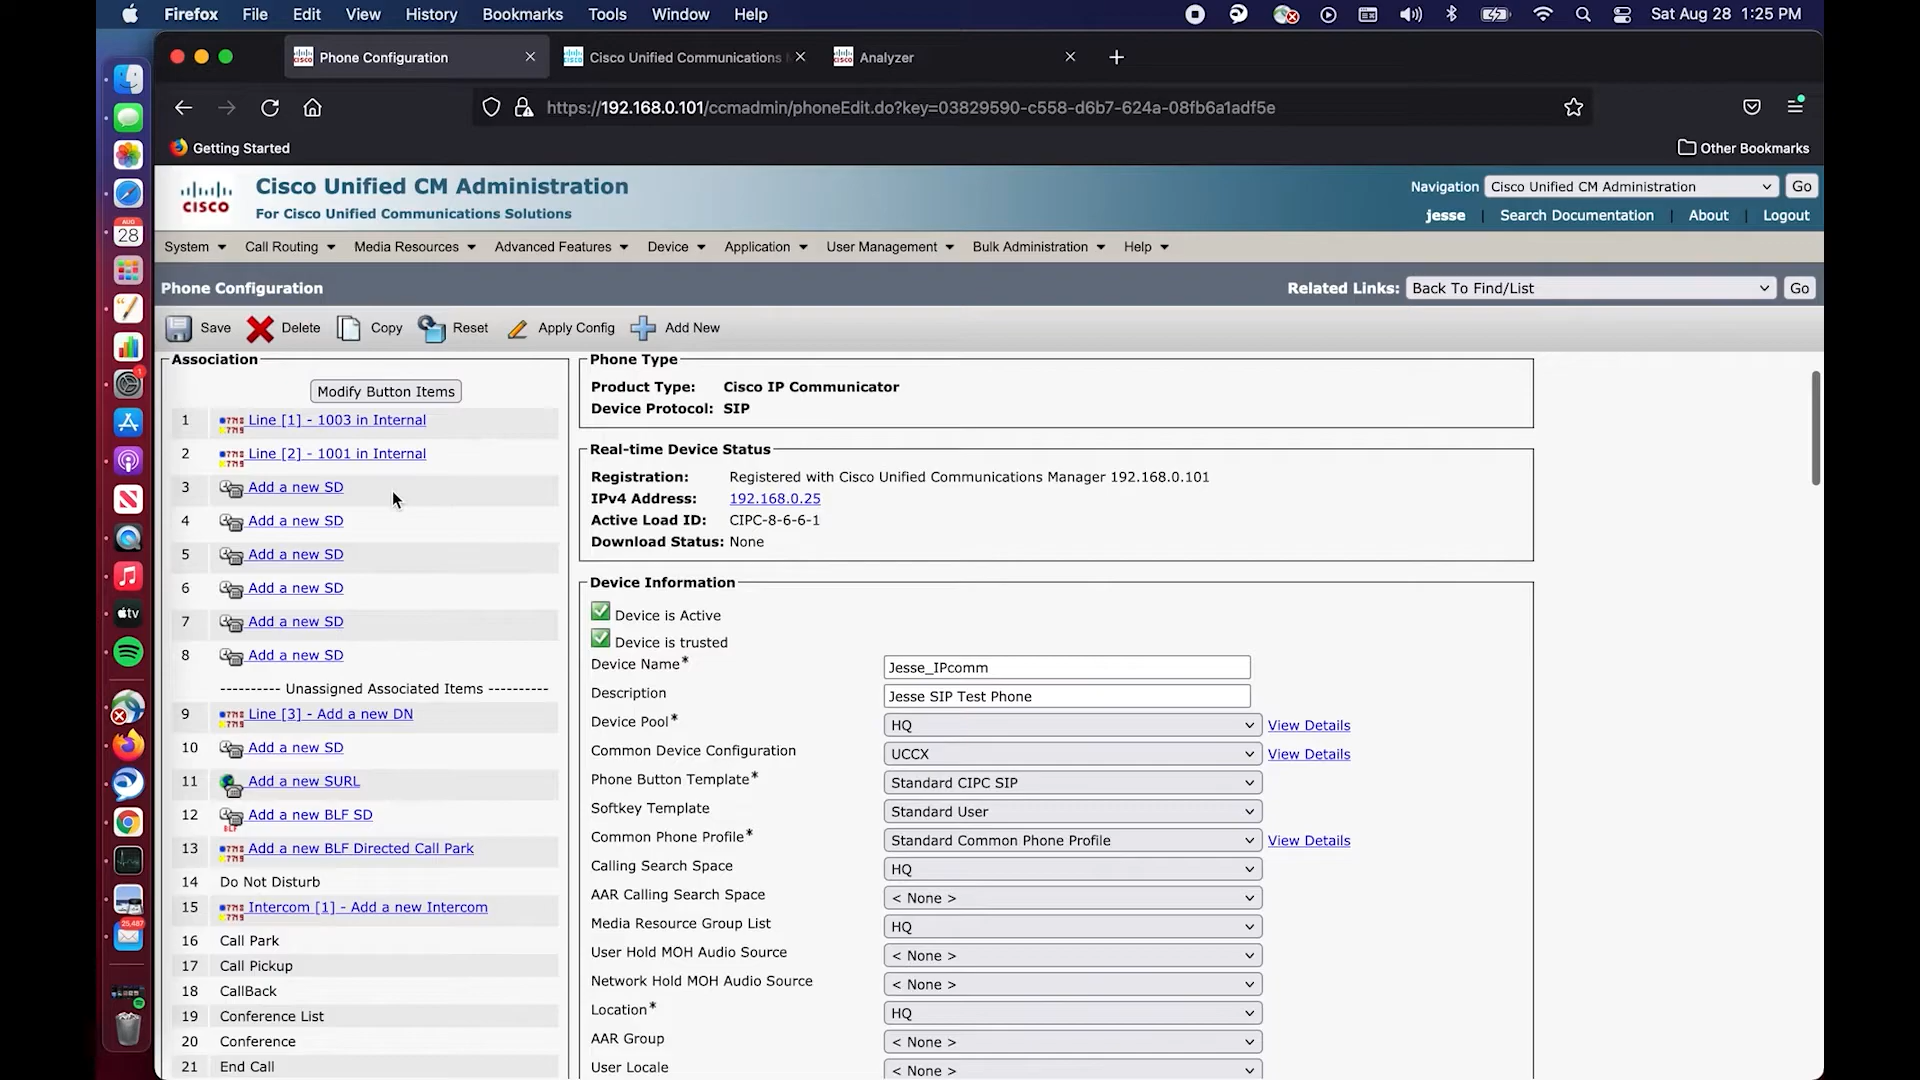 Firefox File Edit View History Bookmarks Tools Window Help Sat Aug 28 1:25 PM
Phone Configuration Cisco Unified Communications Analyzer
https://192.168.0.101/ccmadmin/phoneEdit.do?key=03829590-c558-d6b7-624a-08fb6a1adf5e
Getting Started Other Bookmarks
CISCO
Cisco Unified CM Administration
For Cisco Unified Communications Solutions
Navigation Cisco Unified CM Administration Go
jesse | Search Documentation | About | Logout
System Call Routing Media Resources Advanced Features Device Application User Management Bulk Administration Help
Phone Configuration Related Links: Back To Find/List Go
Save Delete Copy Reset Apply Config Add New
Association
Modify Button Items
1 Line [1] - 1003 in Internal
2 Line [2] - 1001 in Internal
3 Add a new SD
4 Add a new SD
5 Add a new SD
6 Add a new SD
7 Add a new SD
8 Add a new SD
---------- Unassigned Associated Items ----------
9 Line [3] - Add a new DN
10 Add a new SD
11 Add a new SURL
12 Add a new BLF SD
13 Add a new BLF Directed Call Park
14 Do Not Disturb
15 Intercom [1] - Add a new Intercom
16 Call Park
17 Call Pickup
18 CallBack
19 Conference List
20 Conference
21 End Call
Phone Type
Product Type: Cisco IP Communicator
Device Protocol: SIP
Real-time Device Status
Registration: Registered with Cisco Unified Communications Manager 192.168.0.101
IPv4 Address: 192.168.0.25
Active Load ID: CIPC-8-6-6-1
Download Status: None
Device Information
Device is Active
Device is trusted
Device Name* Jesse_IPcomm
Description Jesse SIP Test Phone
Device Pool* HQ View Details
Common Device Configuration UCCX View Details
Phone Button Template* Standard CIPC SIP
Softkey Template Standard User
Common Phone Profile* Standard Common Phone Profile View Details
Calling Search Space HQ
AAR Calling Search Space < None >
Media Resource Group List HQ
User Hold MOH Audio Source < None >
Network Hold MOH Audio Source < None >
Location* HQ
AAR Group < None >
User Locale < None >
AUG
28
1
tv
25,487